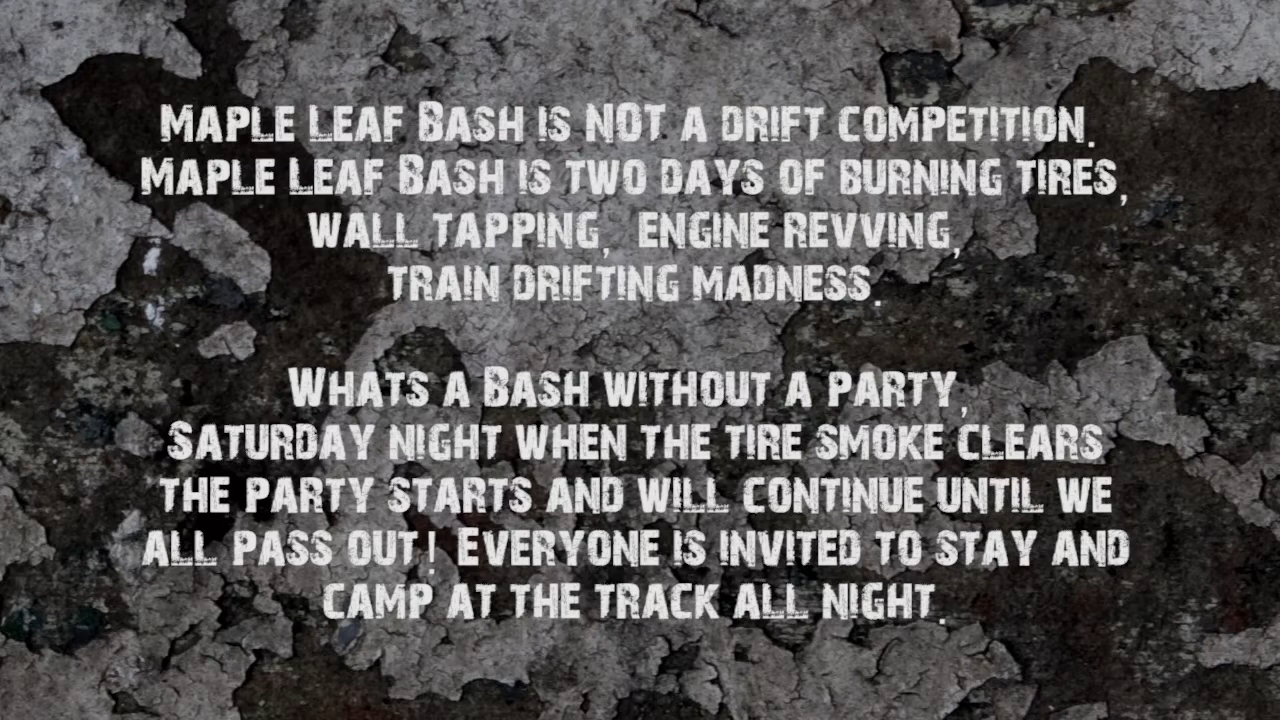 Maple Leaf Bash is NOT a drift competition.
Maple Leaf Bash is two days of burning tires,
wall tapping, engine revving,
train drifting madness.
Whats a Bash without a party,
Saturday night when the tire smoke clears
the party starts and will continue until we
all pass out! Everyone is invited to stay and
camp at the track all night.